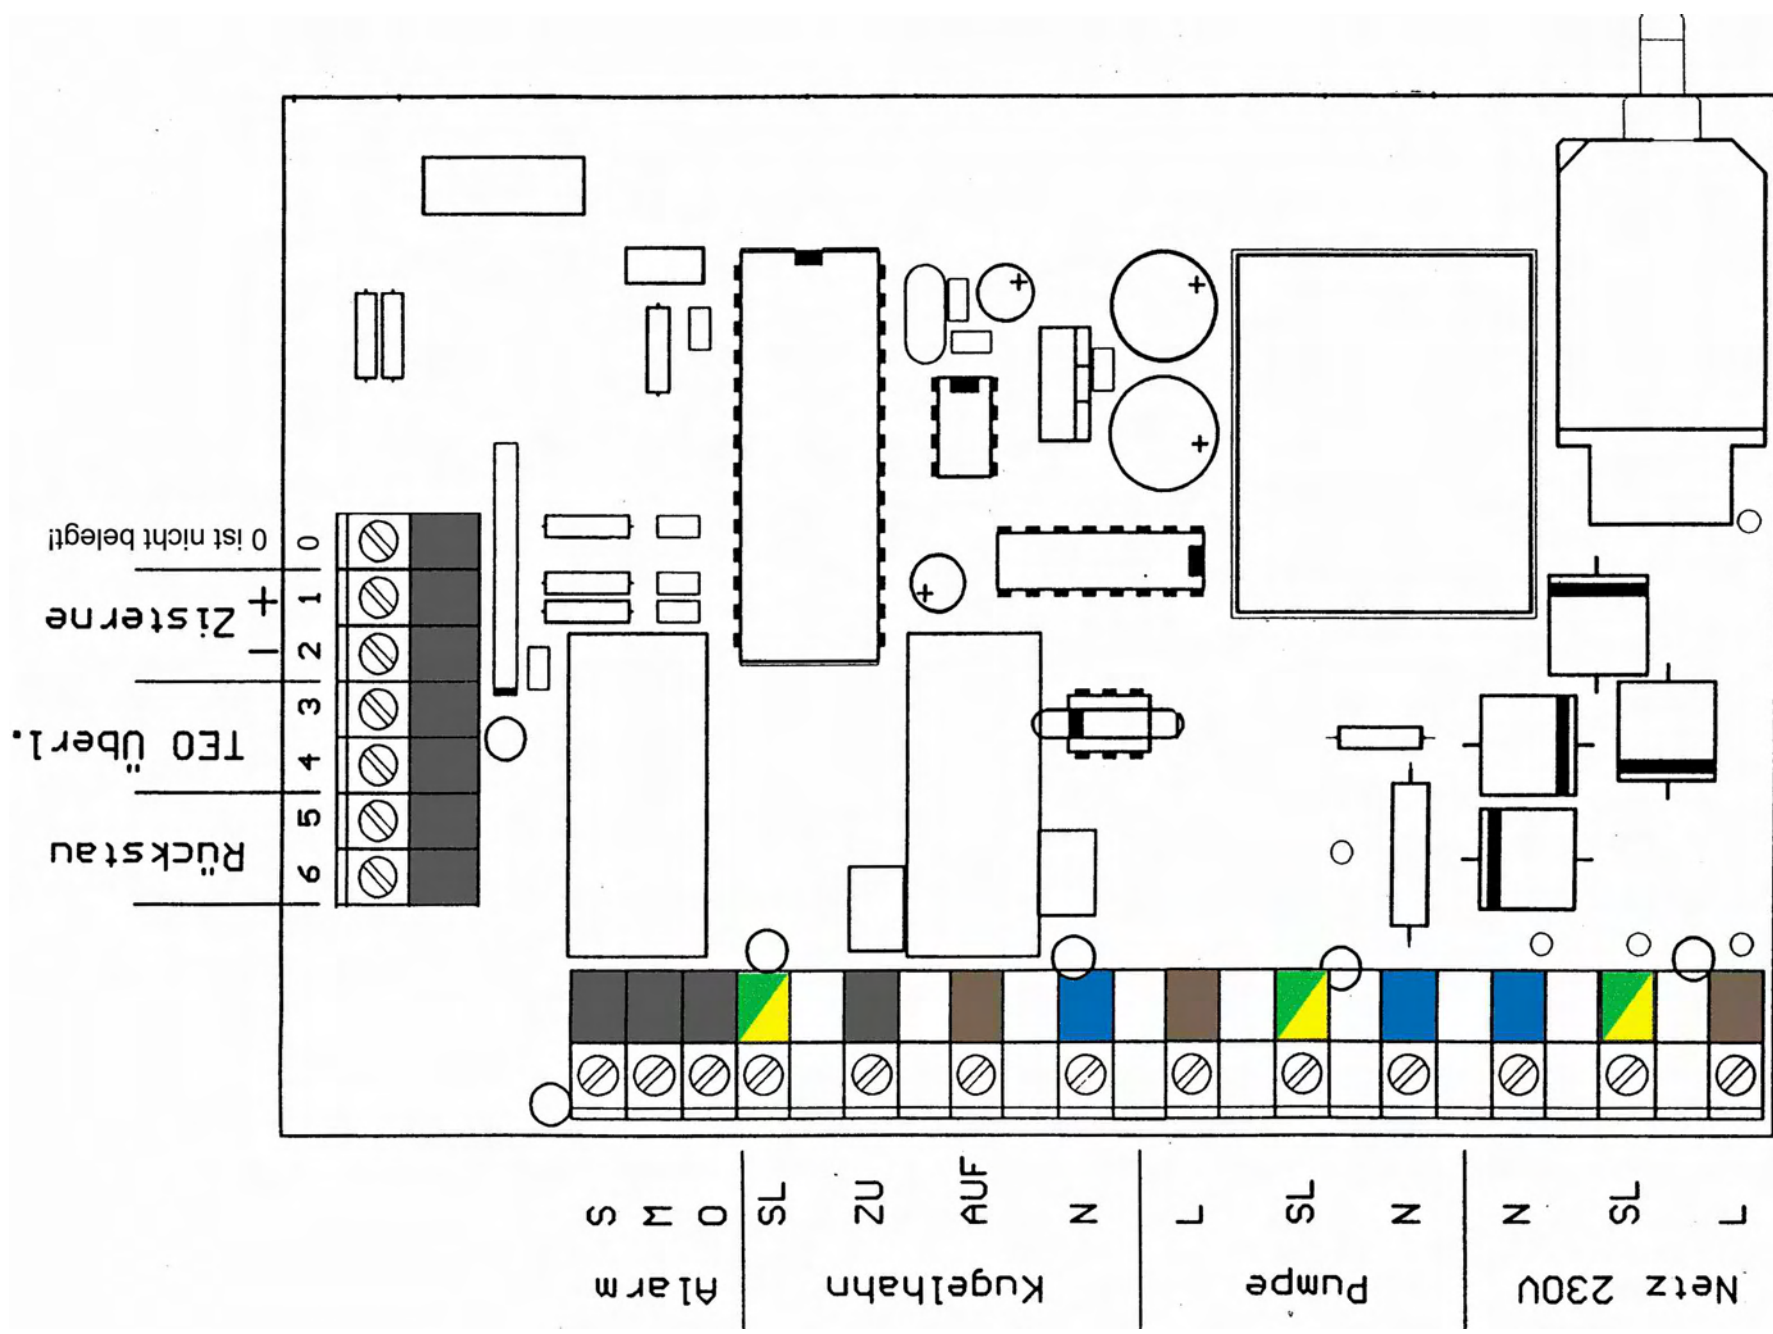 0 ist nicht belegt!
0
Zisterne
+
1
-
2
TEO Überl.
3
4
Rückstau
5
6
S
M
O
SL
ZU
AUF
N
L
SL
N
N
SL
L
Alarm
Kugelhahn
Pumpe
Netz 230V